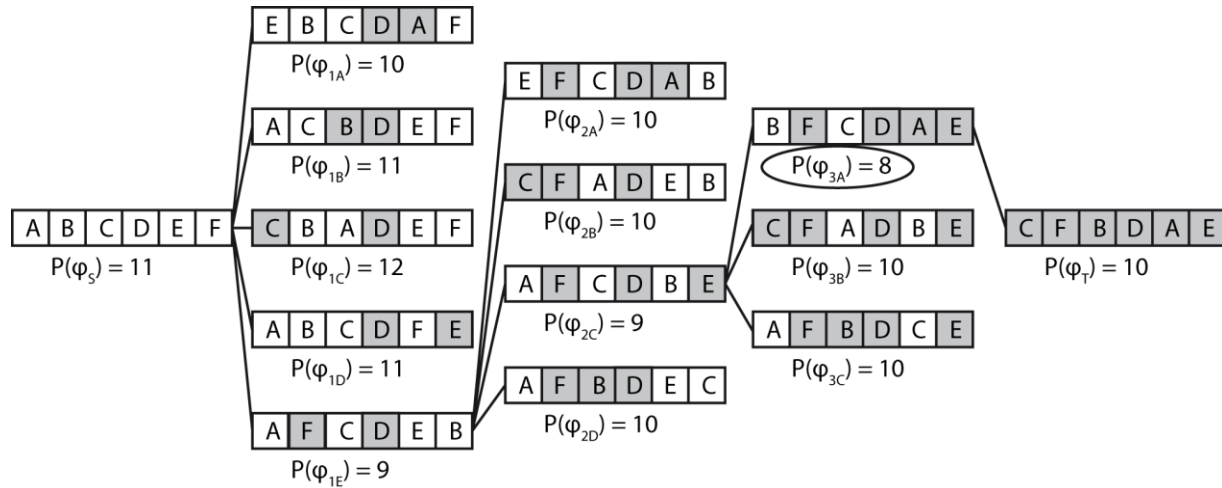 E B C D A F
P(φ1A) = 10
A C B D E F
P(φ1B) = 11
C B A D E F
P(φ1C) = 12
A B C D F E
P(φ1D) = 11
A F C D E B
P(φ1E) = 9
A B C D E F
P(φS) = 11
E F C D A B
P(φ2A) = 10
C F A D E B
P(φ2B) = 10
A F C D B E
P(φ2C) = 9
A F B D E C
P(φ2D) = 10
B F C D A E
P(φ3A) = 8
C F A D B E
P(φ3B) = 10
A F B D C E
P(φ3C) = 10
C F B D A E
P(φT) = 10